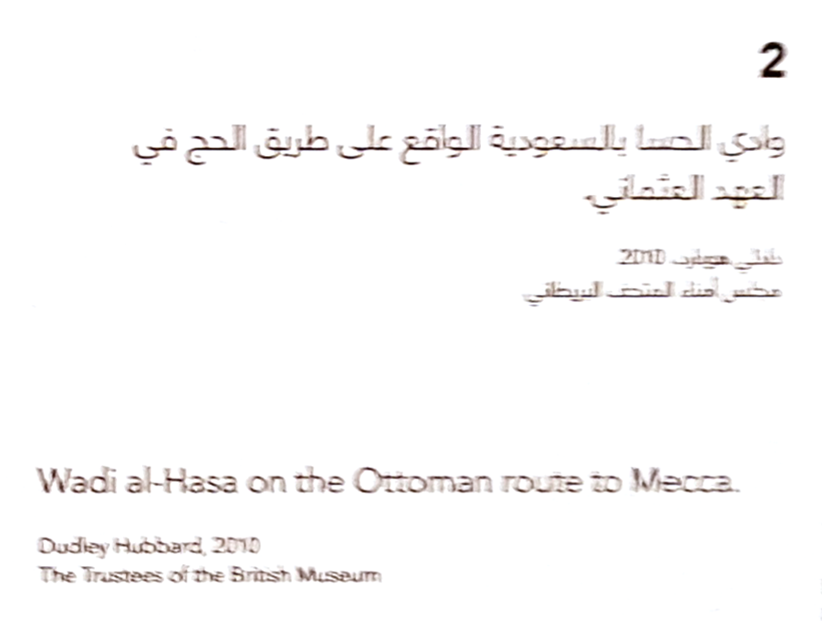 2
وادي الحسا بالسعودية الواقع على طريق الحج في
العهد العثماني.
دادلي هوبارد، 2010
مجلس أمناء المتحف البريطاني
Wadi al-Hasa on the Ottoman route to Mecca.
Dudley Hubbard, 2010
The Trustees of the British Museum